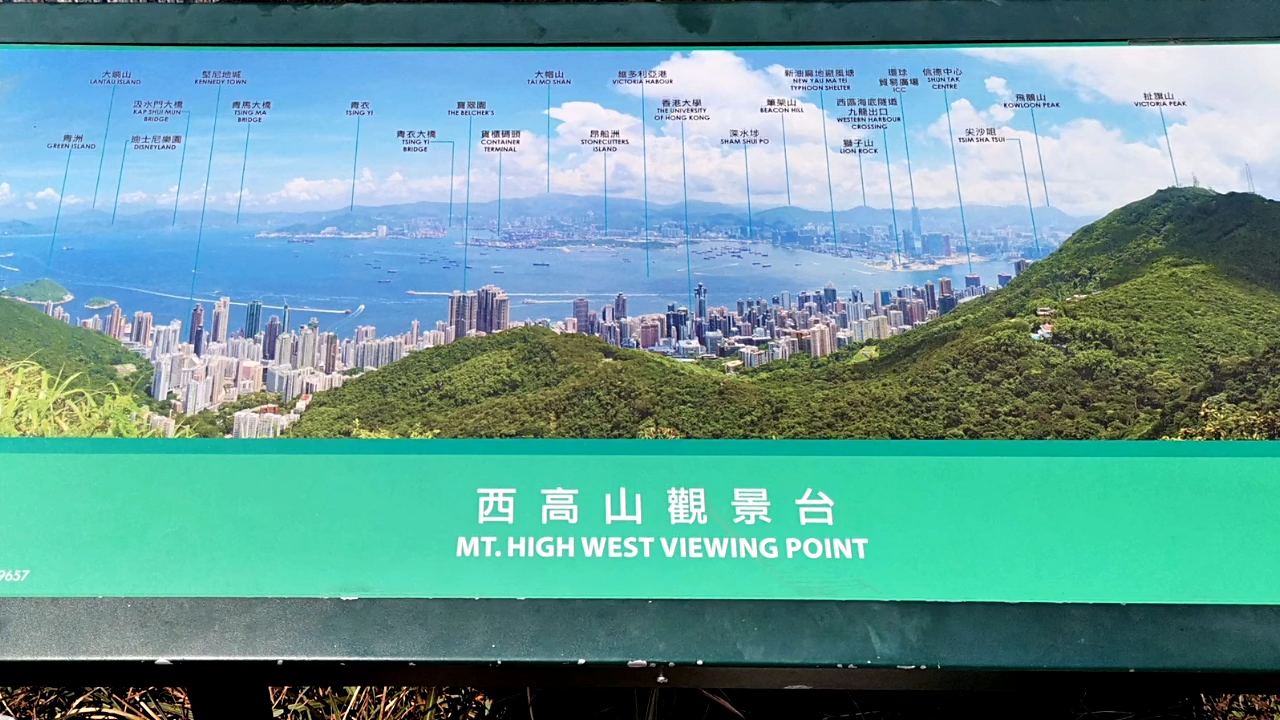 大嶼山
LANTAU ISLAND
堅尼地城
KENNEDY TOWN
大帽山
TAI MO SHAN
維多利亞港
VICTORIA HABOUR
新油麻地避風塘
NEW YAU MA TEI
TYPHOON SHELTER
環球
貿易廣場
ICC
信德中心
SHUN TAK
CENTRE
汲水門大橋
KAP SHUI MUN
BRIDGE
青馬大橋
TSING MA
BRIDGE
青衣
TSING YI
寶翠園
THE BELCHER'S
香港大學
THE UNIVERSITY
OF HONG KONG
筆架山
BEACON HILL
西區海底隧道
九龍出口
WESTERN HARBOUR
CROSSING
飛鵝山
KOWLOON PEAK
扯旗山
VICTORIA PEAK
青洲
GREEN ISLAND
迪士尼樂園
DISNEYLAND
青衣大橋
TSING YI
BRIDGE
貨櫃碼頭
CONTAINER
TERMINAL
昂船洲
STONECUTTERS
ISLAND
深水埗
SHAM SHUI PO
獅子山
LION ROCK
尖沙咀
TSIM SHA TSUI
西高山觀景台
MT. HIGH WEST VIEWING POINT
9657